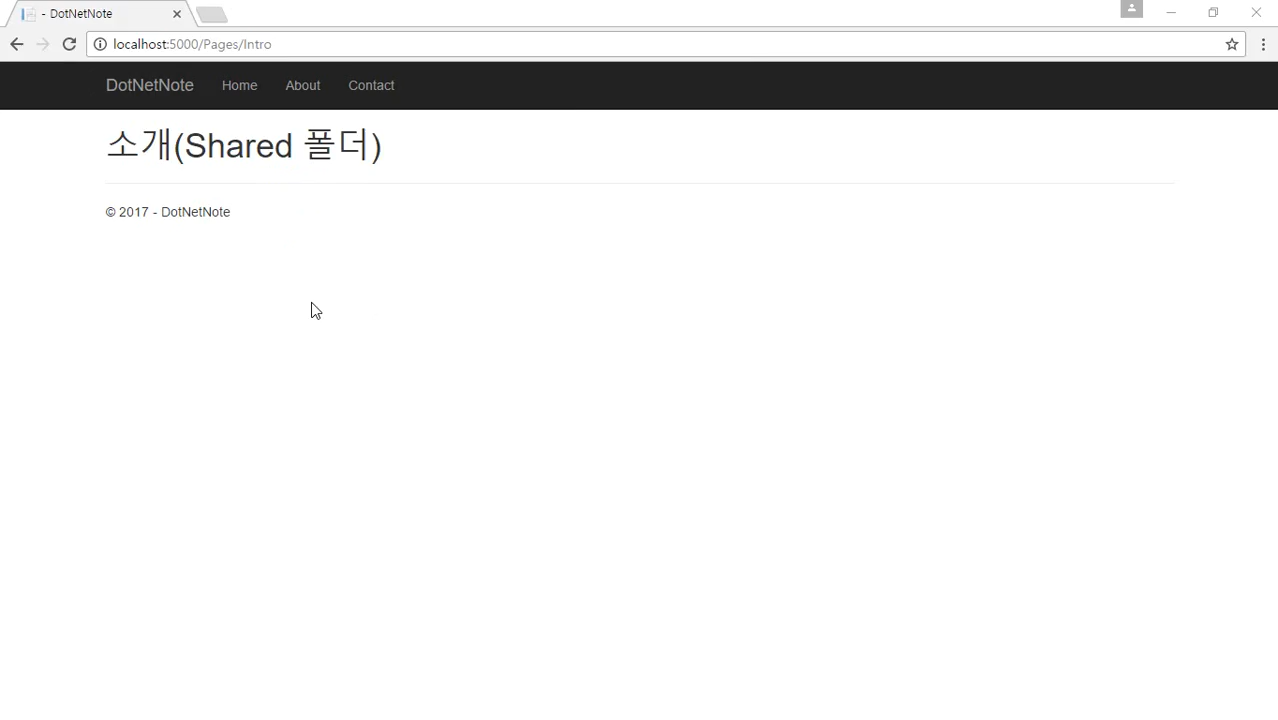 - DotNetNote
localhost:5000/Pages/Intro
DotNetNote Home About Contact
소개(Shared 폴더)
© 2017 - DotNetNote